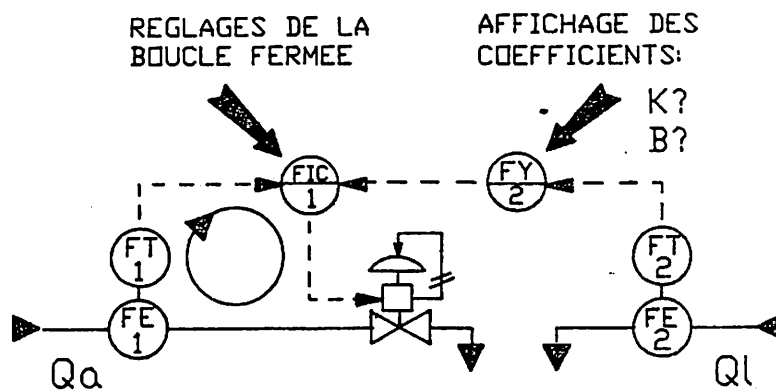 REGLAGES DE LA
BOUCLE FERMEE
AFFICHAGE DES
COEFFICIENTS:
K?
B?
FIC
1
FY
2
FT
1
FT
2
FE
1
FE
2
Qa
Ql